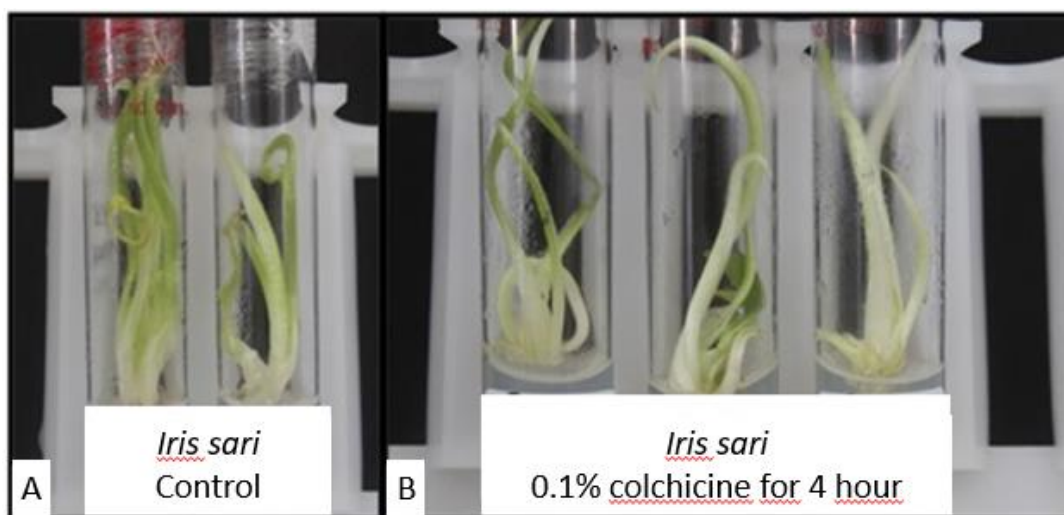 Iris sari
Control
A
Iris sari
0.1% colchicine for 4 hour
B